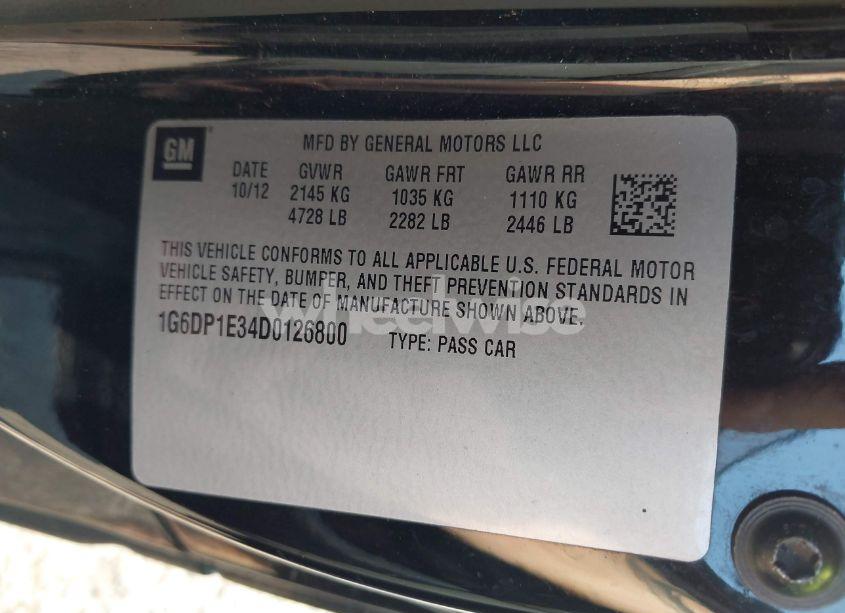 GM
MFD BY GENERAL MOTORS LLC
DATE GVWR GAWR FRT GAWR RR
10/12 2145 KG 1035 KG 1110 KG
4728 LB 2282 LB 2446 LB
THIS VEHICLE CONFORMS TO ALL APPLICABLE U.S. FEDERAL MOTOR
VEHICLE SAFETY, BUMPER, AND THEFT PREVENTION STANDARDS IN
EFFECT ON THE DATE OF MANUFACTURE SHOWN ABOVE.
wheelwise
1G6DP1E34D0126800 TYPE: PASS CAR